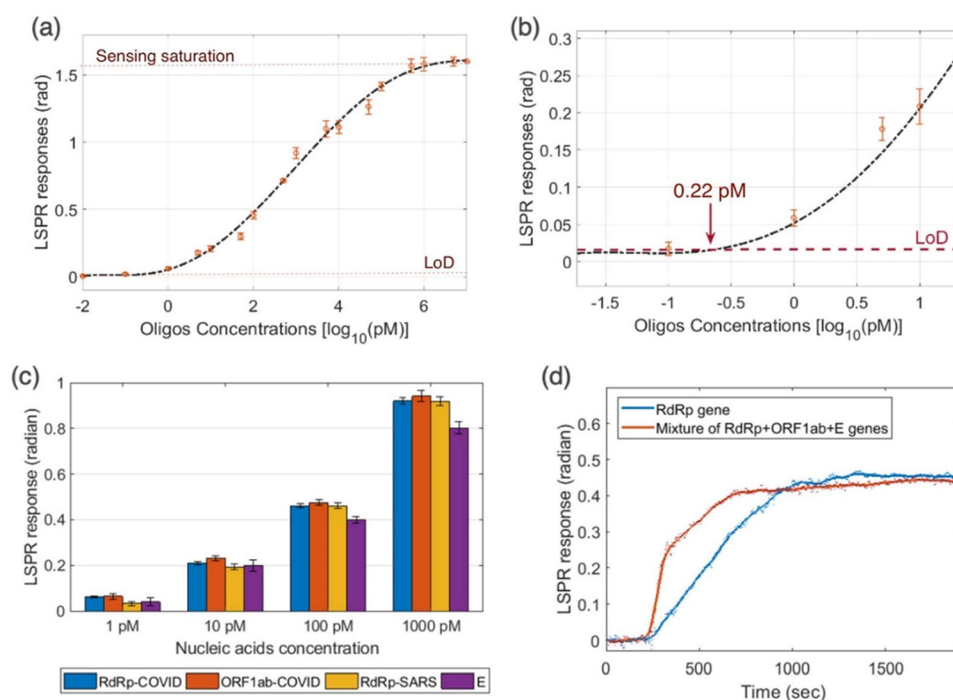 (a)
Sensing saturation
1.5
1
0.5
0
LoD
-2 0 2 4 6
Oligos Concentrations [log10(pM)]
LSPR responses (rad)
(b)
0.3
0.25
0.2
0.15
0.1
0.05
0
0.22 pM
LoD
-1.5 -1 -0.5 0 0.5 1
Oligos Concentrations [log10(pM)]
LSPR responses (rad)
(c)
1
0.8
0.6
0.4
0.2
0
1 pM 10 pM 100 pM 1000 pM
Nucleic acids concentration
LSPR response (radian)
RdRp-COVID ORF1ab-COVID RdRp-SARS E
(d)
RdRp gene
Mixture of RdRp+ORF1ab+E genes
0.6
0.5
0.4
0.3
0.2
0.1
0
0 500 1000 1500
Time (sec)
LSPR response (radian)